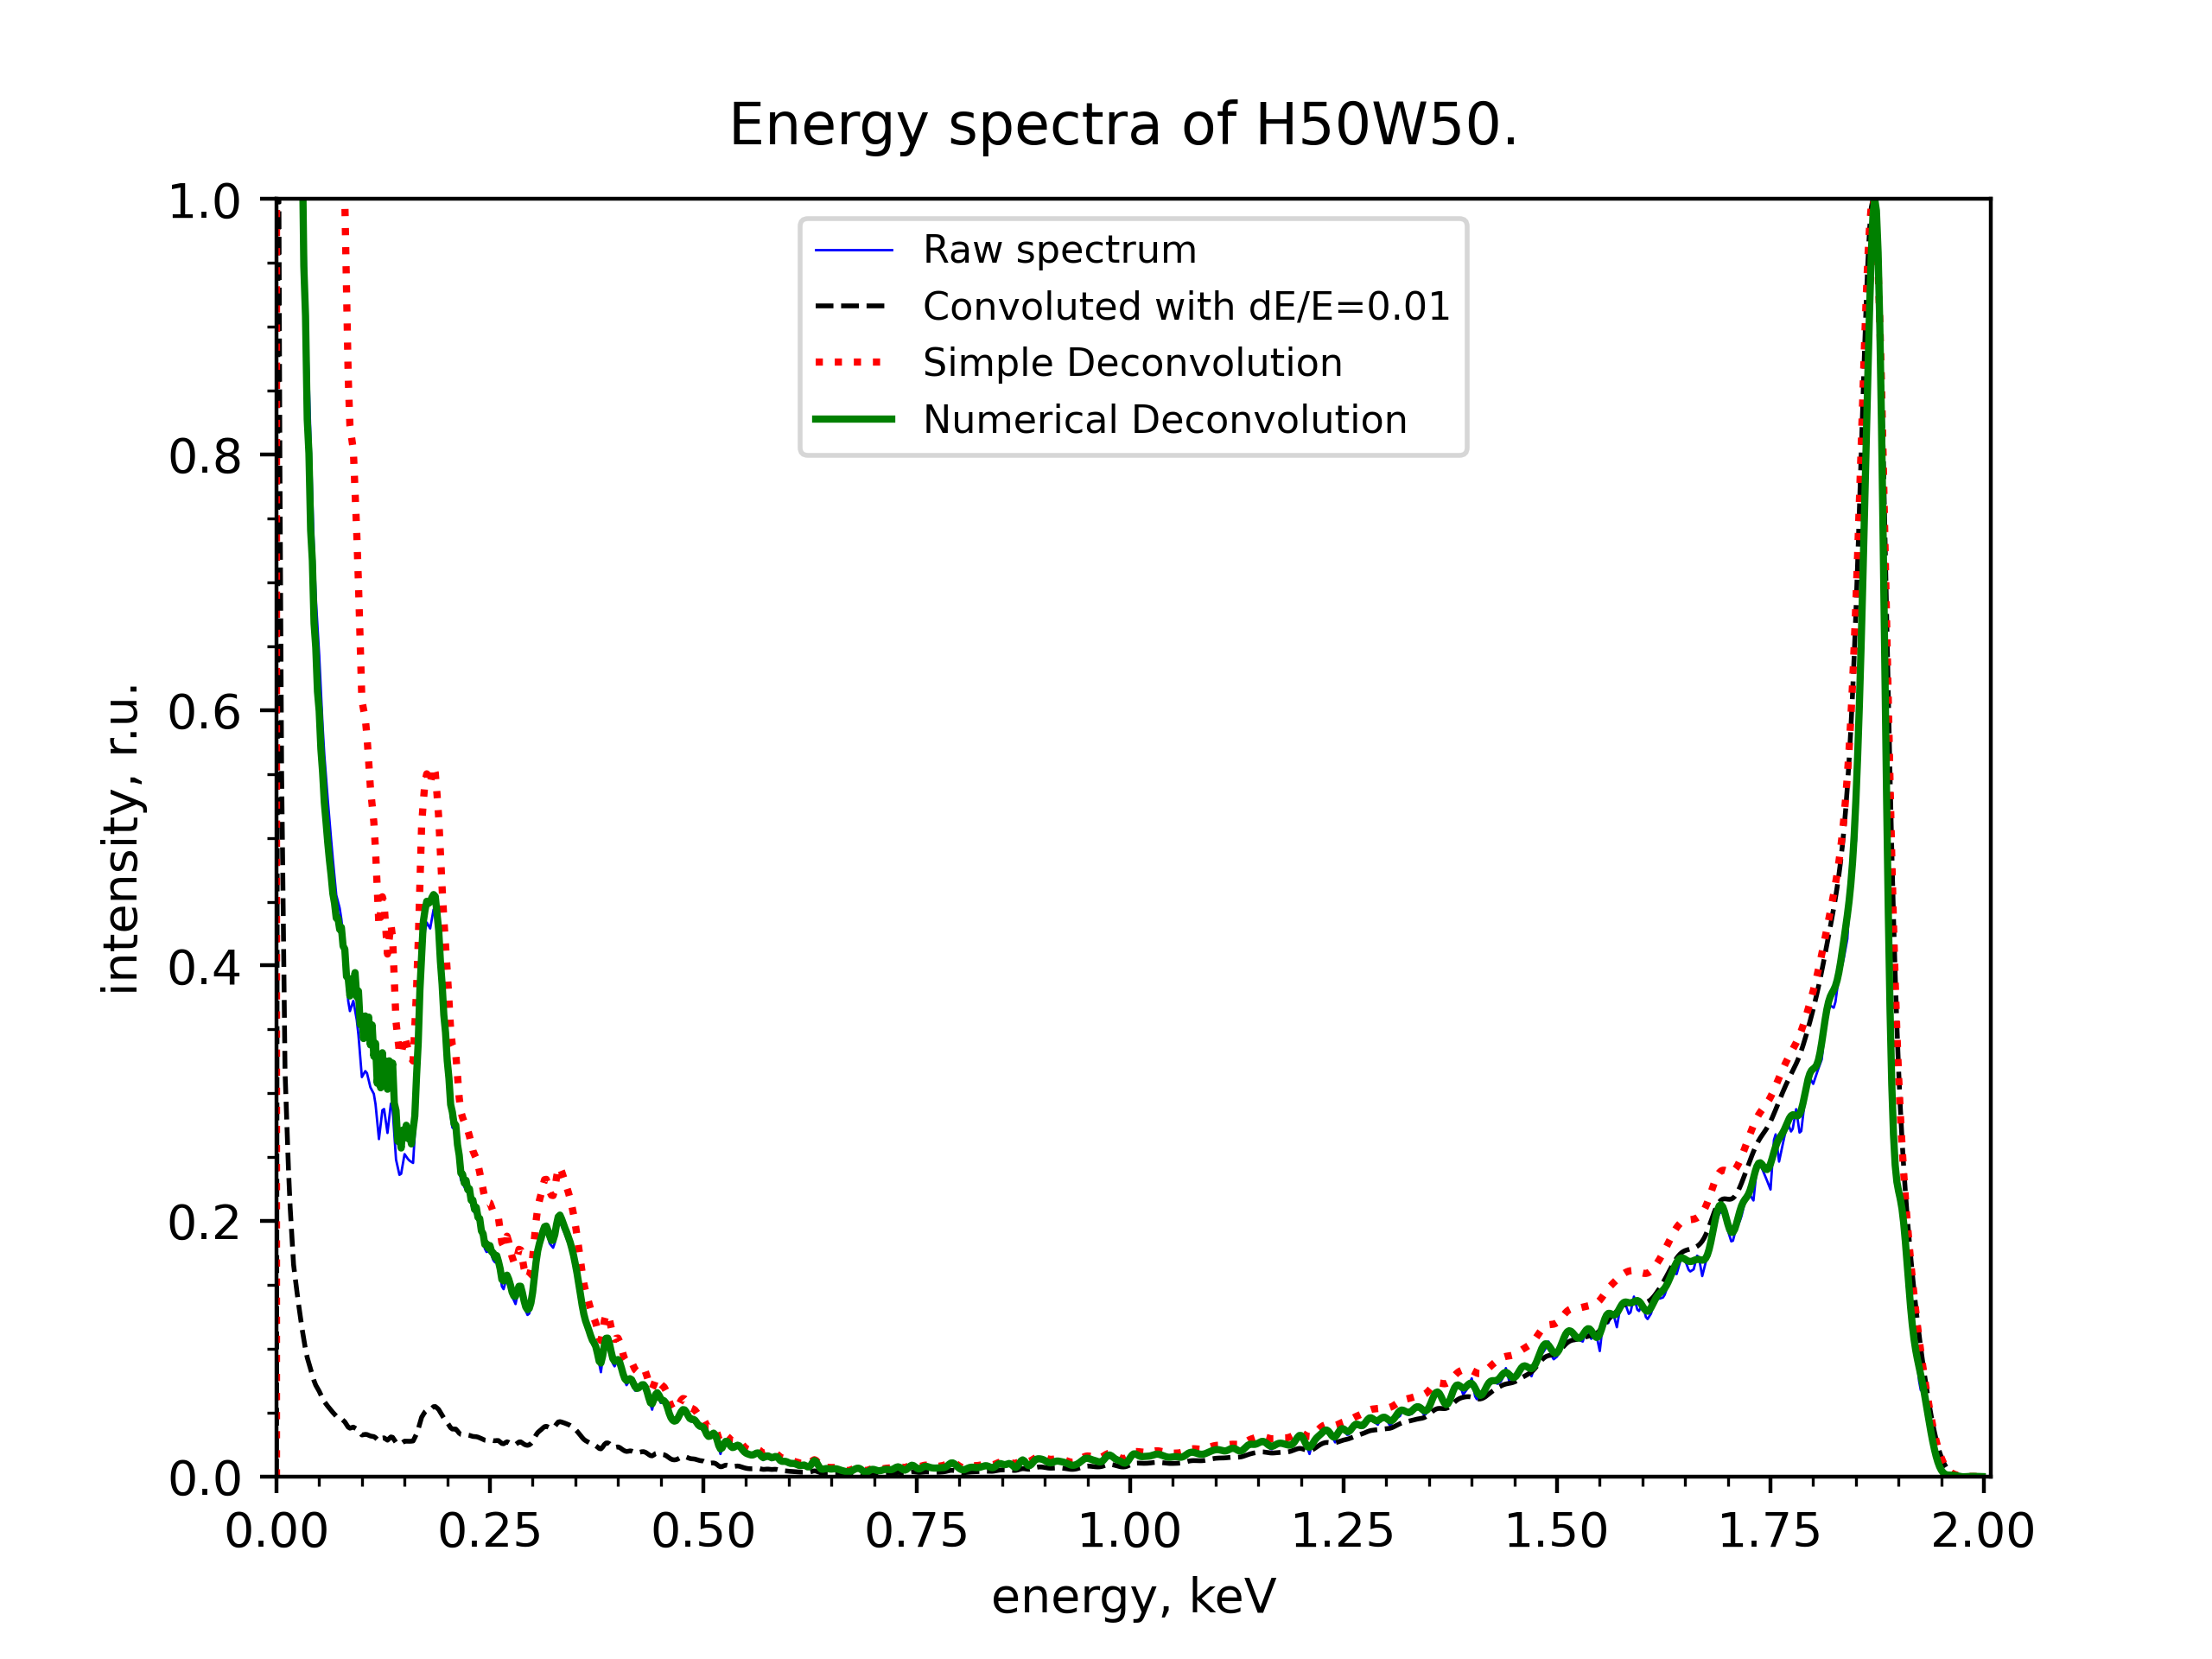 Energy spectra of H50W50.
1.0
0.8
0.6
0.4
0.2
0.0
intensity, r.u.
Raw spectrum
Convoluted with dE/E=0.01
Simple Deconvolution
Numerical Deconvolution
0.00 0.25 0.50 0.75 1.00 1.25 1.50 1.75 2.00
energy, keV